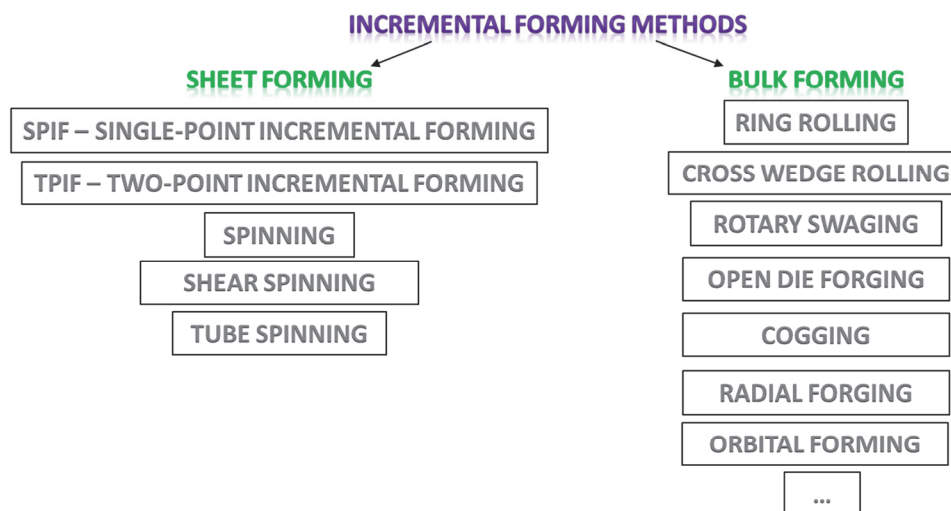 INCREMENTAL FORMING METHODS
SHEET FORMING
SPIF – SINGLE-POINT INCREMENTAL FORMING
TPIF – TWO-POINT INCREMENTAL FORMING
SPINNING
SHEAR SPINNING
TUBE SPINNING
BULK FORMING
RING ROLLING
CROSS WEDGE ROLLING
ROTARY SWAGING
OPEN DIE FORGING
COGGING
RADIAL FORGING
ORBITAL FORMING
...